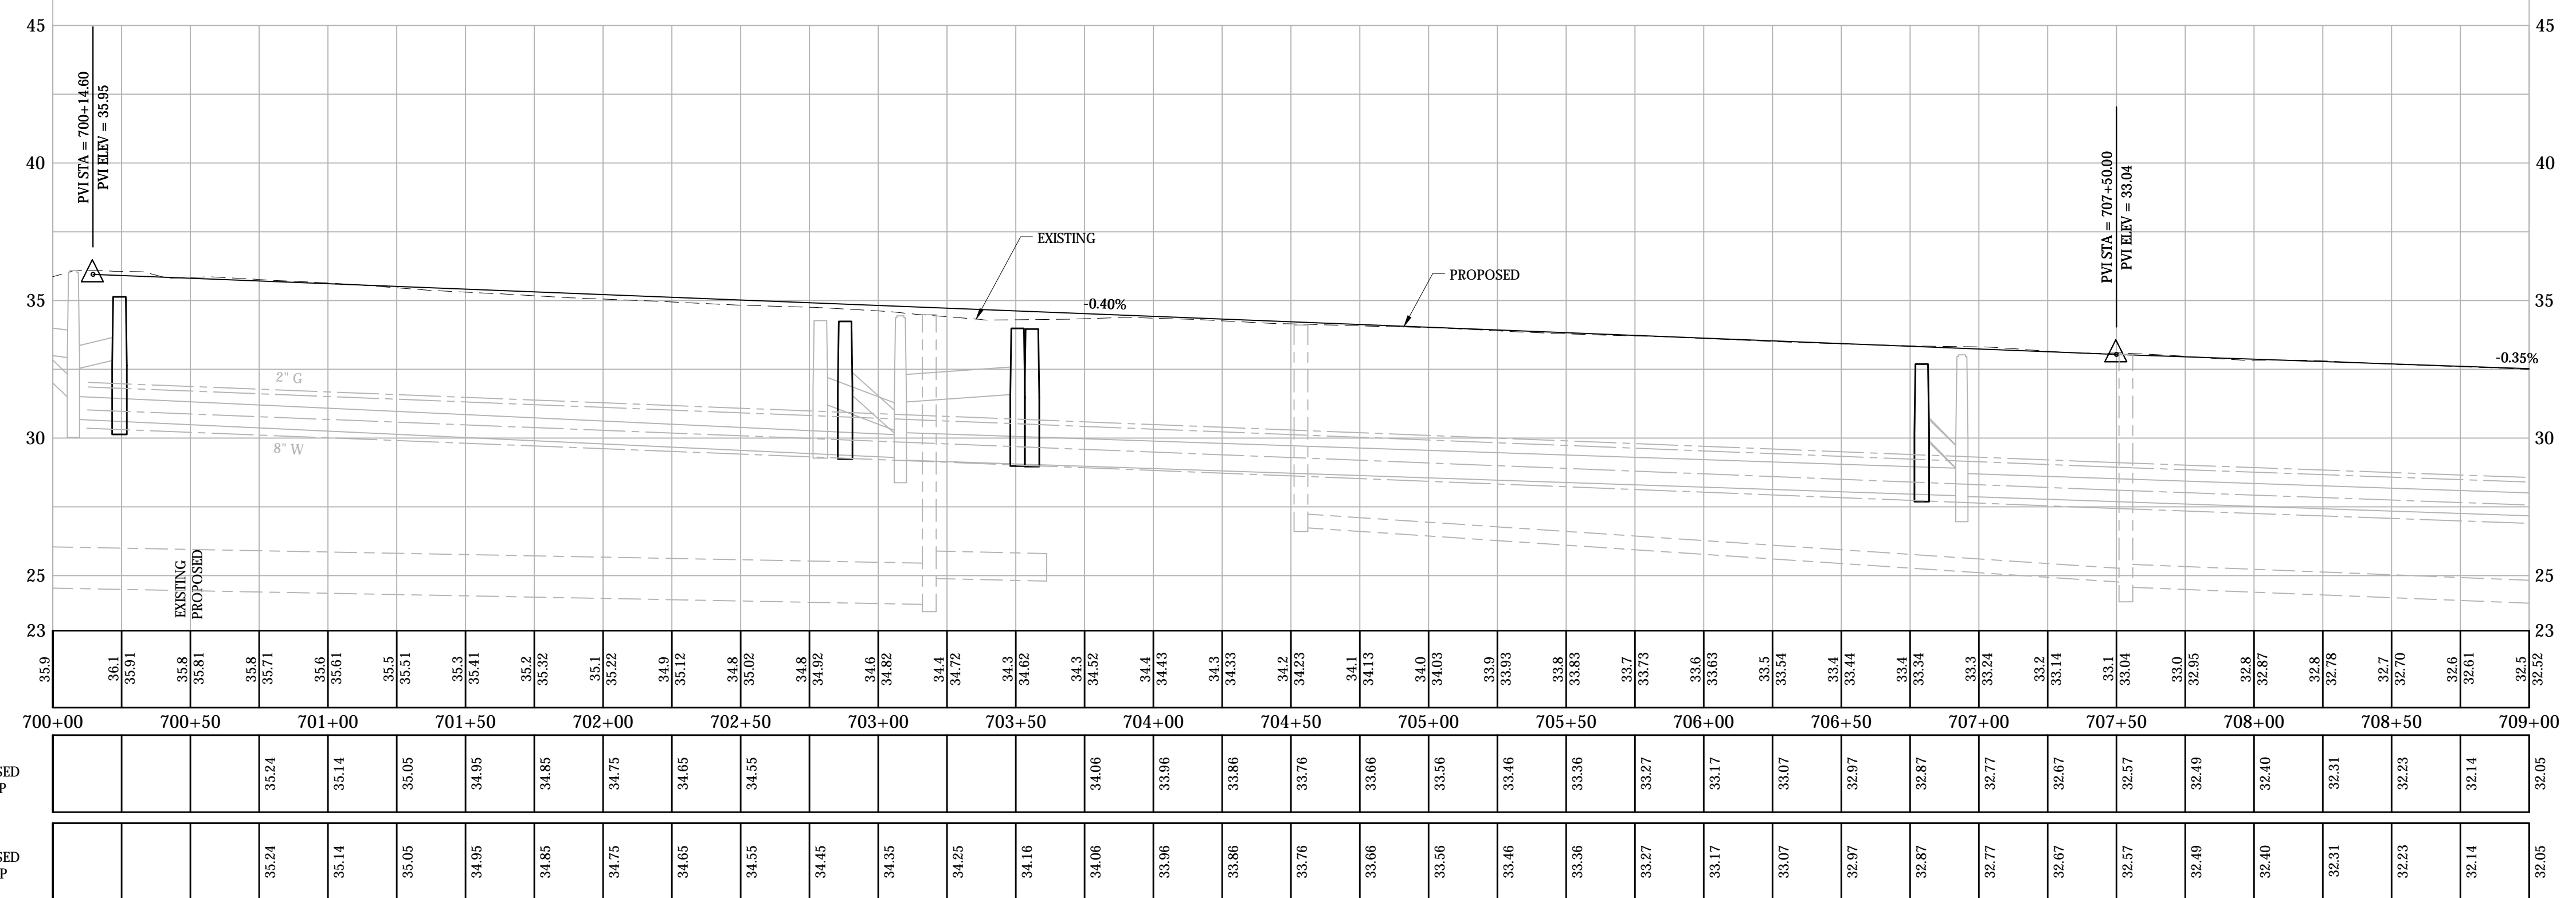 45
45
PVI STA = 700+14.60
PVI ELEV = 35.95
40
40
PVI STA = 707+50.00
PVI ELEV = 33.04
EXISTING
PROPOSED
35
-0.40%
35
-0.35%
2" G
30
8" W
30
25
25
EXISTING
PROPOSED
23
23
35.9 36.1 35.8 35.8 35.6 35.5 35.3 35.2 35.1 34.9 34.8 34.8 34.6 34.4 34.3 34.3 34.4 34.3 34.2 34.1 34.0 33.9 33.8 33.7 33.6 33.5 33.4 33.4 33.3 33.2 33.1 33.0 32.8 32.8 32.7 32.6 32.5
35.91 35.81 35.71 35.61 35.51 35.41 35.32 35.22 35.12 35.02 34.92 34.82 34.72 34.62 34.52 34.43 34.33 34.23 34.13 34.03 33.93 33.83 33.73 33.63 33.54 33.44 33.34 33.24 33.14 33.04 32.95 32.87 32.78 32.70 32.61 32.52
700+00 700+50 701+00 701+50 702+00 702+50 703+00 703+50 704+00 704+50 705+00 705+50 706+00 706+50 707+00 707+50 708+00 708+50 709+00
SED
P
35.24 35.14 35.05 34.95 34.85 34.75 34.65 34.55 34.06 33.96 33.86 33.76 33.66 33.56 33.46 33.36 33.27 33.17 33.07 32.97 32.87 32.77 32.67 32.57 32.49 32.40 32.31 32.23 32.14 32.05
SED
P
35.24 35.14 35.05 34.95 34.85 34.75 34.65 34.55 34.45 34.35 34.25 34.16 34.06 33.96 33.86 33.76 33.66 33.56 33.46 33.36 33.27 33.17 33.07 32.97 32.87 32.77 32.67 32.57 32.49 32.40 32.31 32.23 32.14 32.05